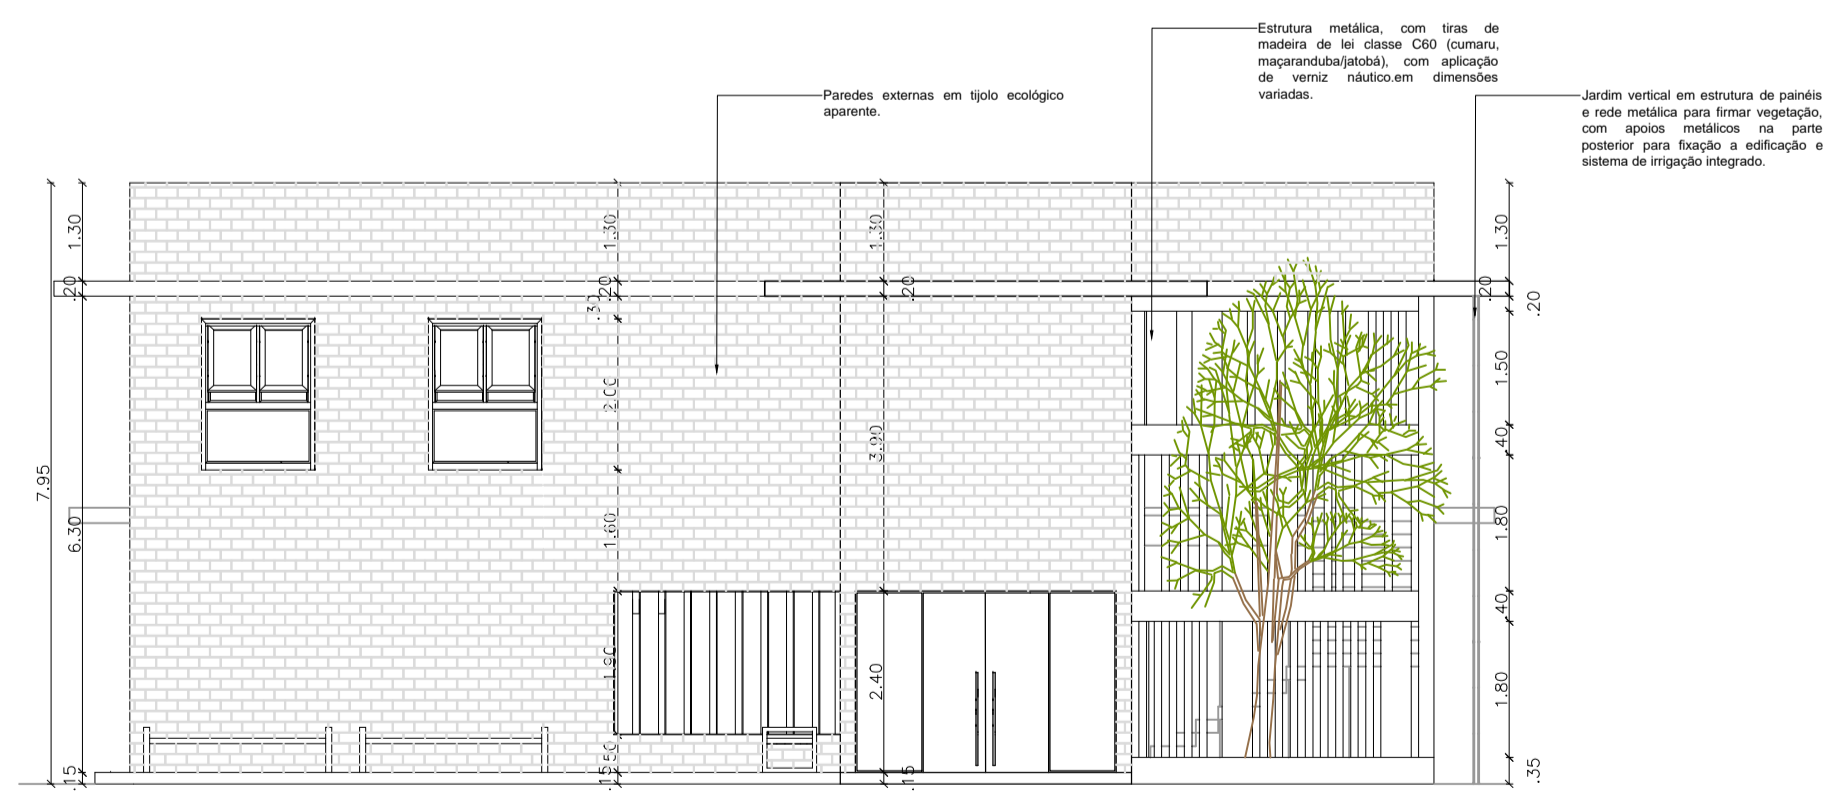 Estrutura metálica, com tiras de
madeira de lei classe C60 (cumaru,
maçaranduba/jatobá), com aplicação
de verniz náutico.em dimensões
variadas.
Paredes externas em tijolo ecológico
aparente.
Jardim vertical em estrutura de painéis
e rede metálica para firmar vegetação,
com apoios metálicos na parte
posterior para fixação a edificação e
sistema de irrigação integrado.
7.95
1.30
.20
6.30
.15
1.30
.20
.30
2.00
1.60
1.90
.50
.15
1.30
.20
3.90
2.40
.15
1.30
.20
.20
1.50
.40
1.80
.40
1.80
.35